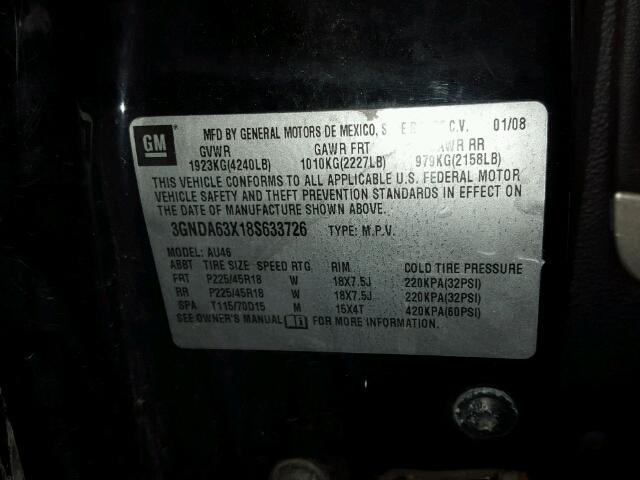 GM
MFD BY GENERAL MOTORS DE MEXICO, S E C.V. 01/08
GVWR GAWR FRT AWR RR
1923KG(4240LB) 1010KG(2227LB) 979KG(2158LB)
THIS VEHICLE CONFORMS TO ALL APPLICABLE U.S. FEDERAL MOTOR
VEHICLE SAFETY AND THEFT PREVENTION STANDARDS IN EFFECT ON
THE DATE OF MANUFACTURE SHOWN ABOVE.
3GNDA63X18S633726 TYPE: M.P.V.
MODEL: AU46
ABBT TIRE SIZE SPEED RTG RIM COLD TIRE PRESSURE
FRT P225/45R18 W 18X7.5J 220KPA(32PSI)
RR P225/45R18 W 18X7.5J 220KPA(32PSI)
SPA T115/70D15 M 15X4T 420KPA(60PSI)
SEE OWNER'S MANUAL FOR MORE INFORMATION